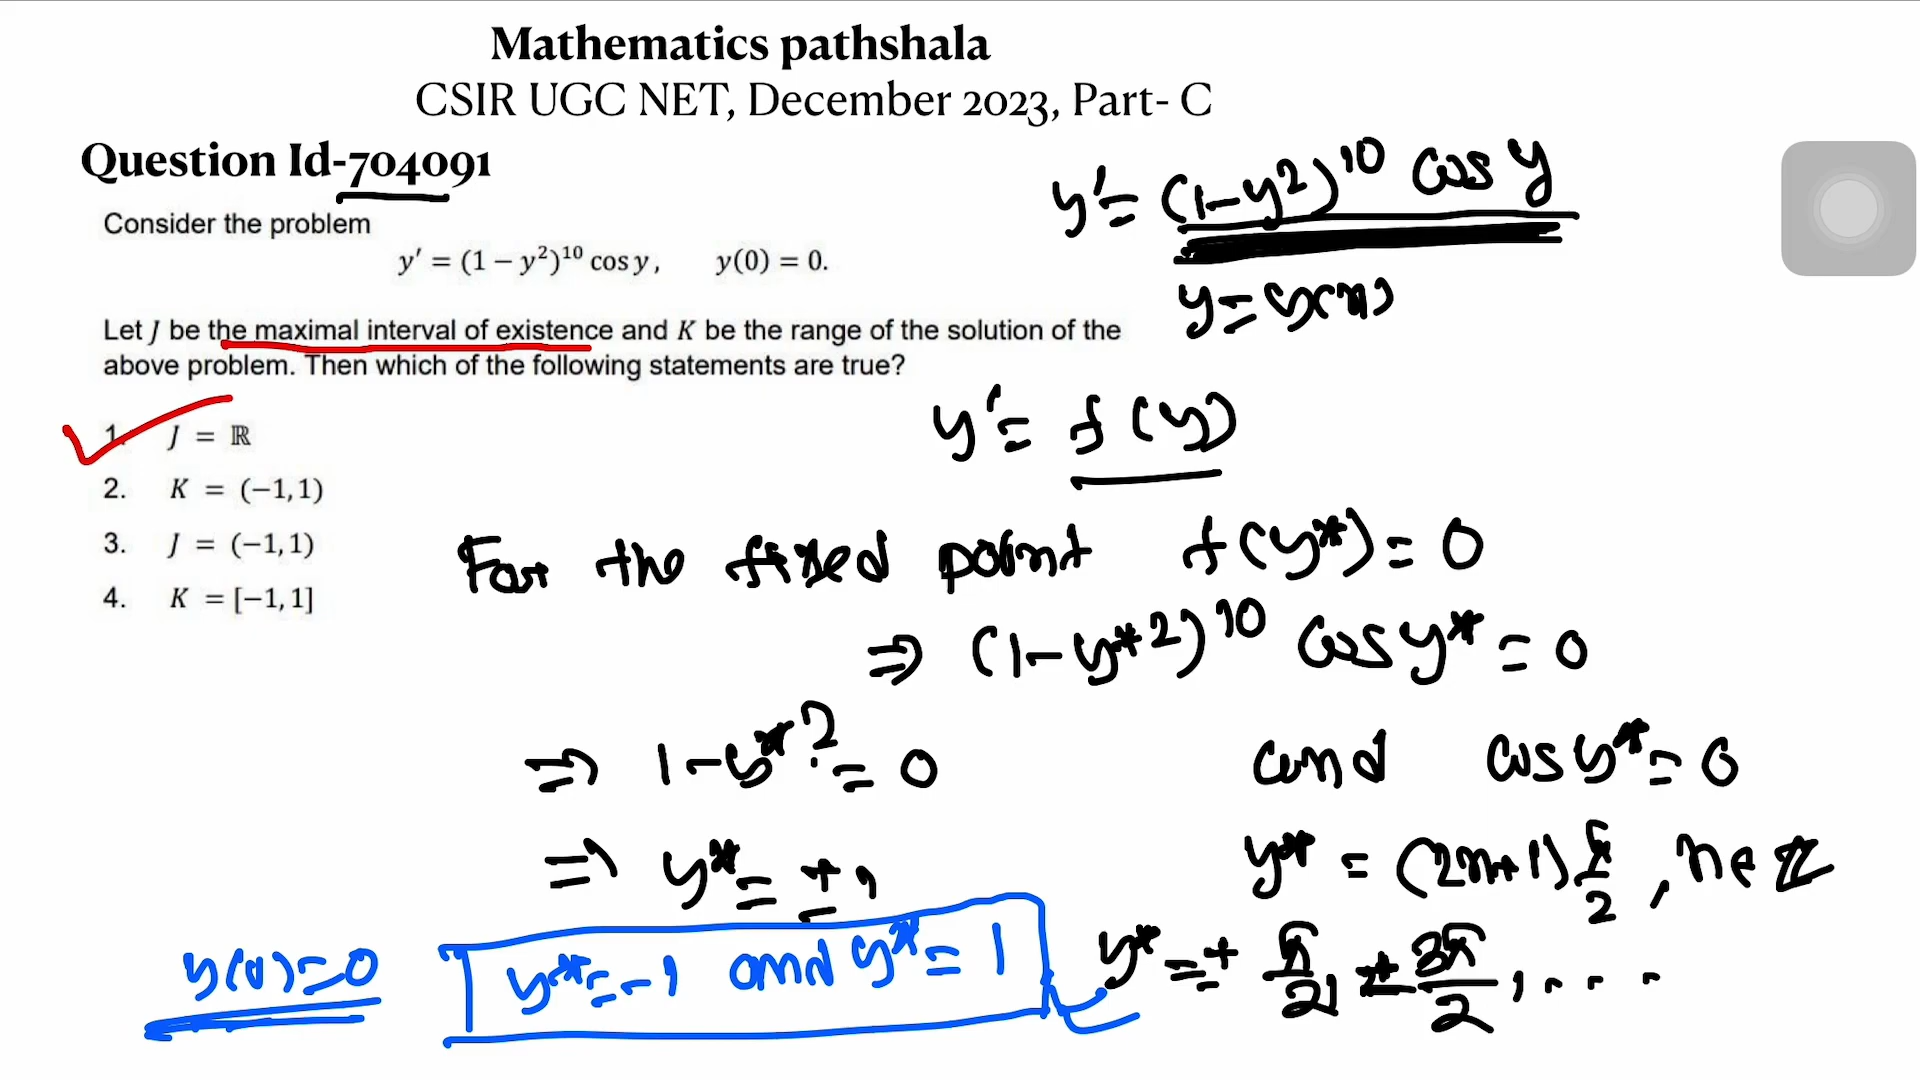 Mathematics pathshala
CSIR UGC NET, December 2023, Part- C
Question Id-704091
Consider the problem
y′ = (1 − y²)¹⁰ cos y,  y(0) = 0.
Let J be the maximal interval of existence and K be the range of the solution of the
above problem. Then which of the following statements are true?
1. J = ℝ
2. K = (−1,1)
3. J = (−1,1)
4. K = [−1,1]
y' = (1-y²)¹⁰ cos y
y = y(x)
y' = f(y)
For the fixed point f(y*) = 0
⇒ (1-y*²)¹⁰ cos y* = 0
⇒ 1-y*² = 0 and cos y* = 0
⇒ y* = ±1
y* = (2n+1)π/2, n∈ℤ
y(0)=0
y*=-1 and y*=1
y* = ±π/2, ±3π/2, ....